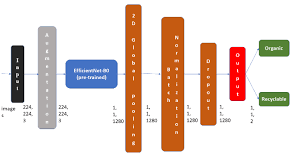 Input
Augmentation
EfficientNet-B0
(pre-trained)
2D Global Pooling
Batch Normalization
Dropout
Output
Organic
Recyclable
Image
s
224,
224,
3
224,
224,
3
1,
1,
1280
1,
1,
1280
1,
1,
1280
1,
1,
1280
1,
1,
2